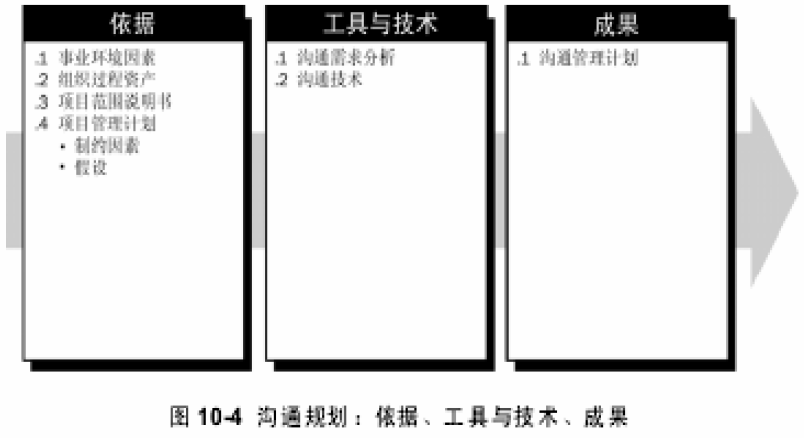 依据
.1 事业环境因素
.2 组织过程资产
.3 项目范围说明书
.4 项目管理计划
• 制约因素
• 假设
工具与技术
.1 沟通需求分析
.2 沟通技术
成果
.1 沟通管理计划
图 10-4 沟通规划：依据、工具与技术、成果